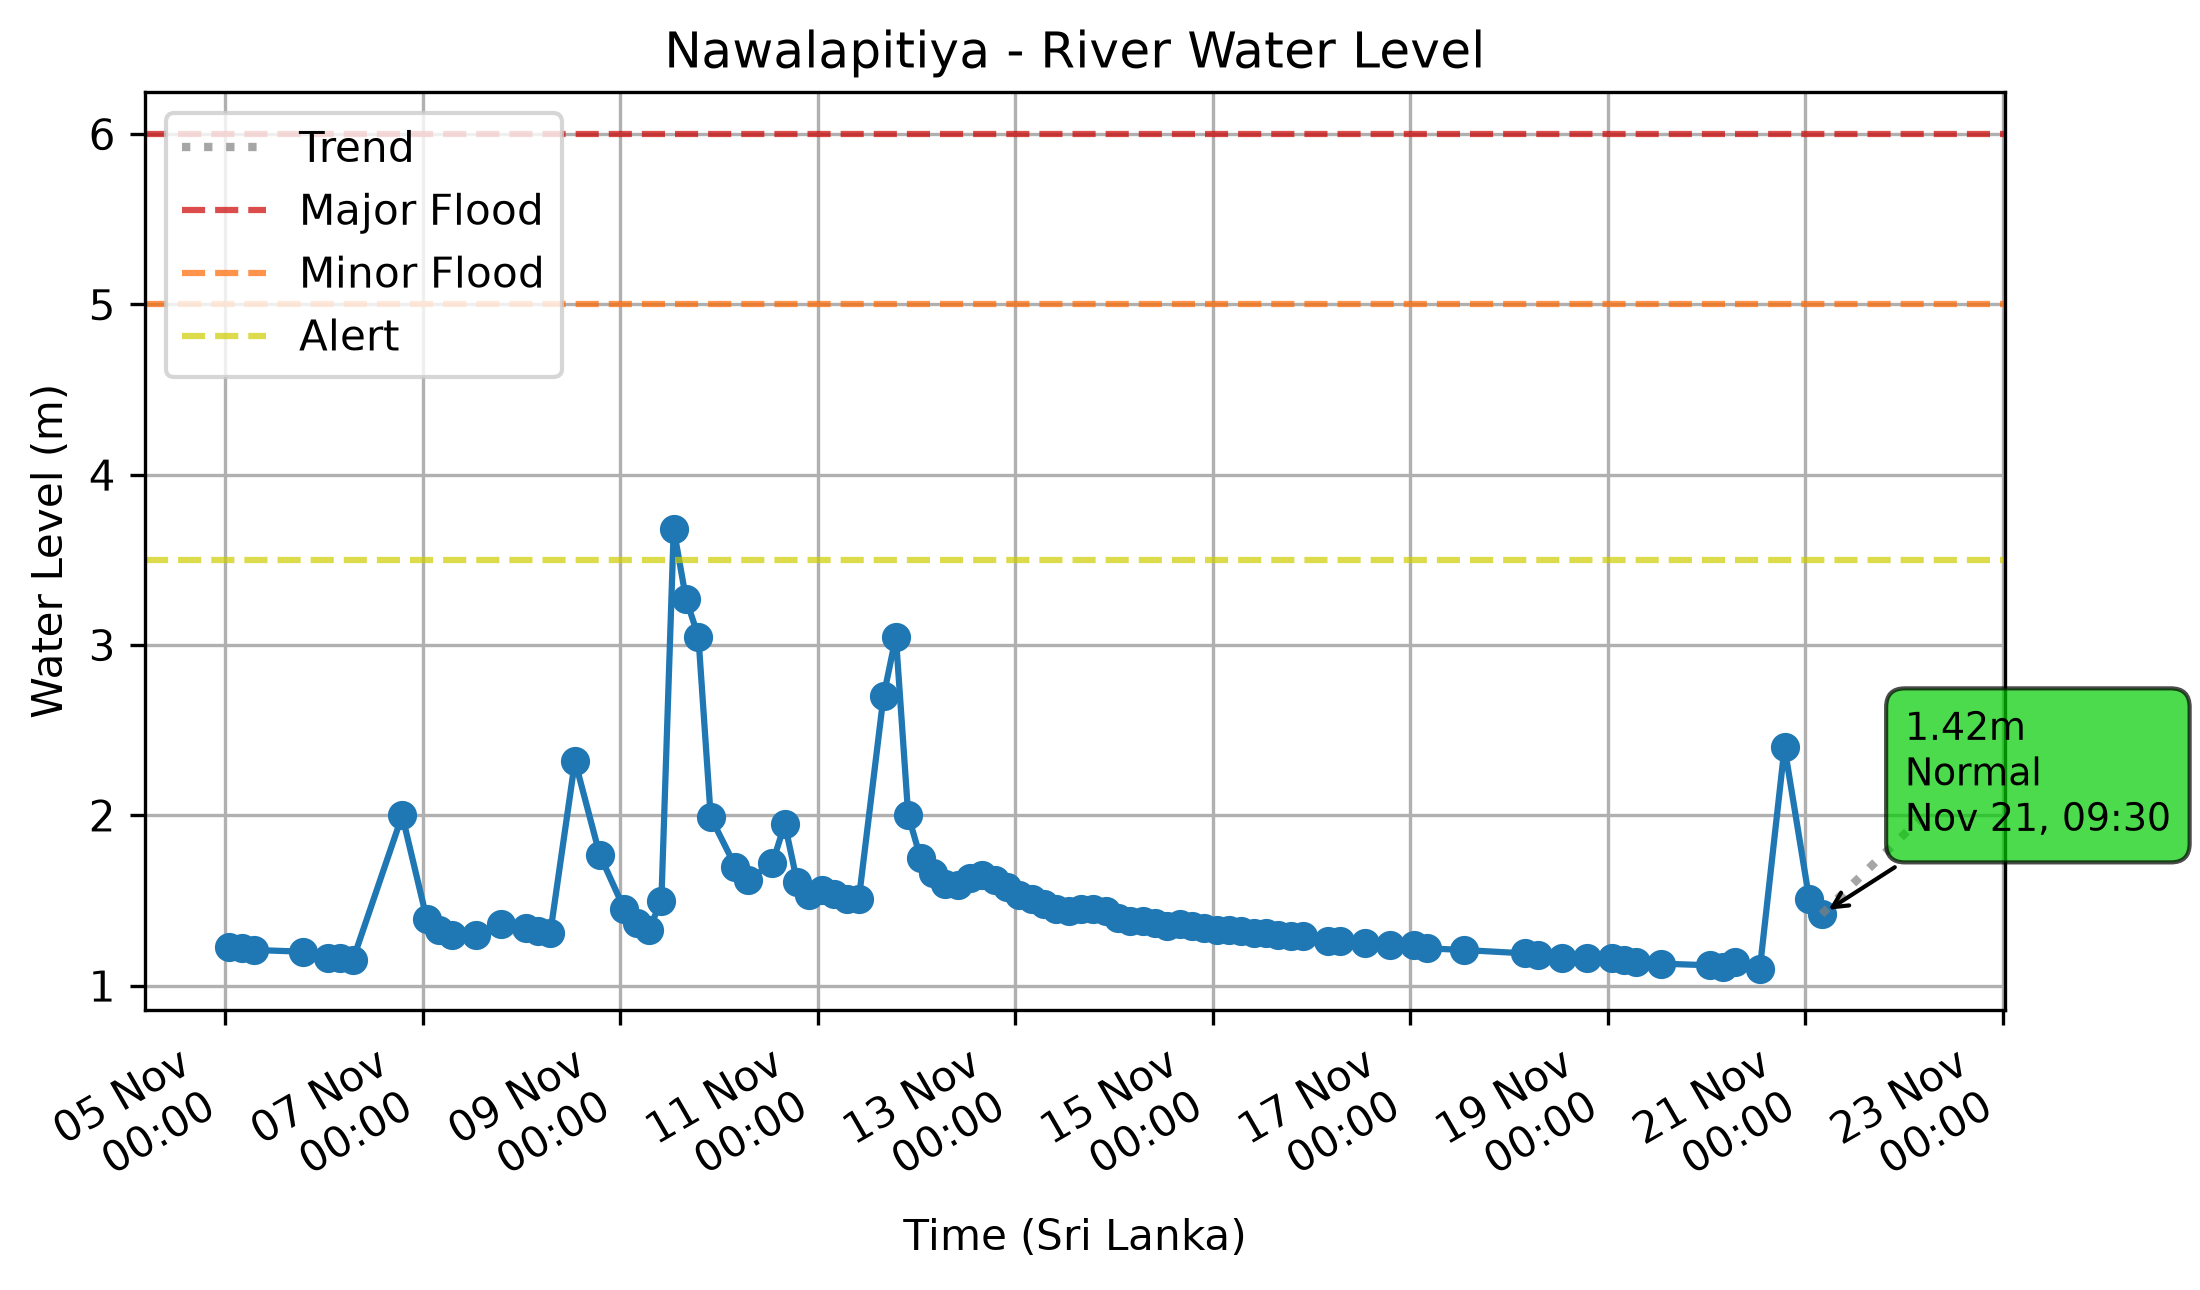 Nawalapitiya - River Water Level
Trend
Major Flood
Minor Flood
Alert
6
5
4
3
2
1
Water Level (m)
1.42m
Normal
Nov 21, 09:30
05 Nov
00:00
07 Nov
00:00
09 Nov
00:00
11 Nov
00:00
13 Nov
00:00
15 Nov
00:00
17 Nov
00:00
19 Nov
00:00
21 Nov
00:00
23 Nov
00:00
Time (Sri Lanka)